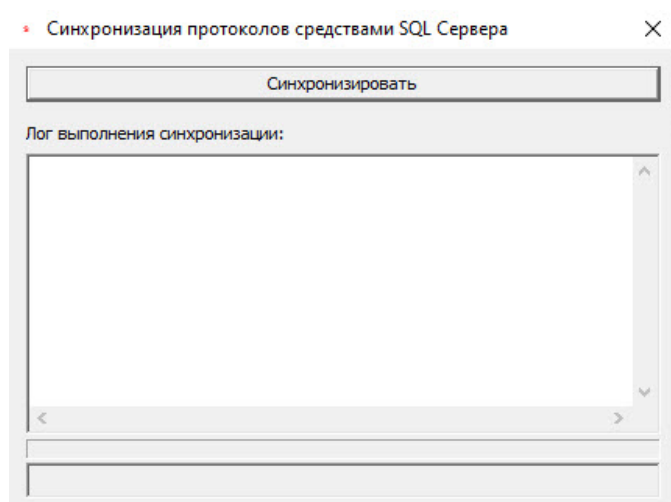 Синхронизация протоколов средствами SQL Сервера
Синхронизировать
Лог выполнения синхронизации: